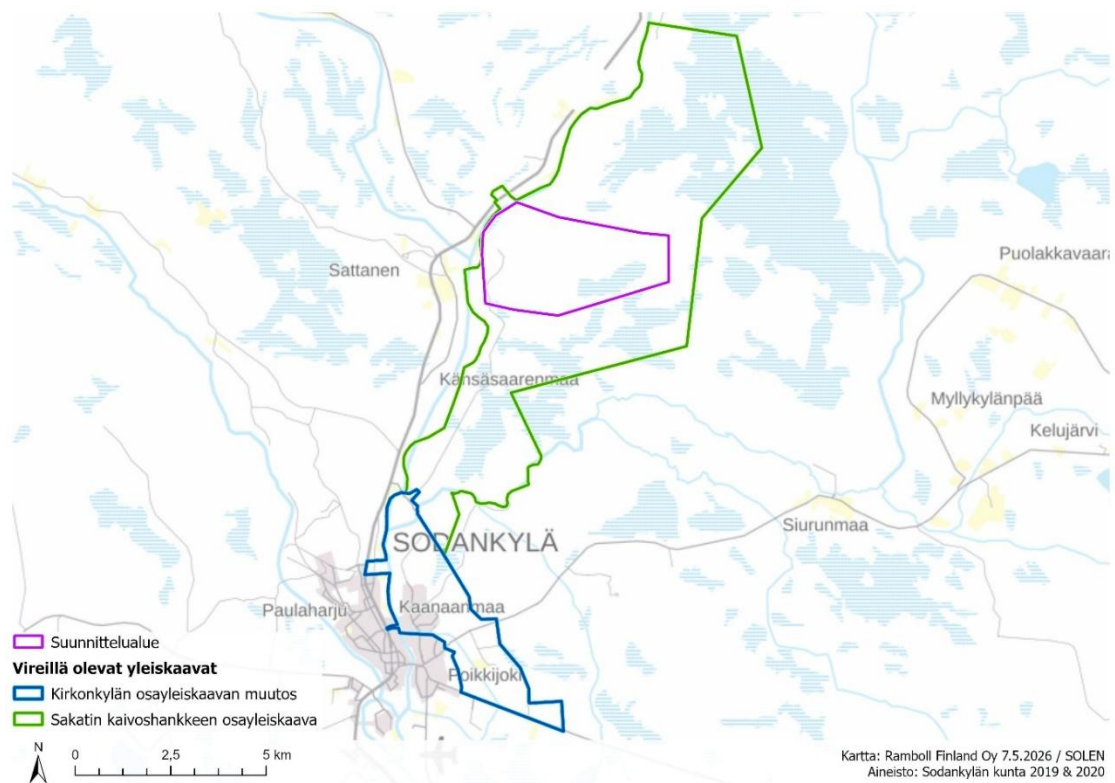 Sattanen
Puolakkavaara
Känsäsaarenmaa
Myllykylänpää
Kelujärvi
Siurunmaa
SODANKYLÄ
Paulaharju
Kaanaanmaa
Poikkijoki
Suunnittelualue
Vireillä olevat yleiskaavat
Kirkonkylän osayleiskaavan muutos
Sakatin kaivoshankkeen osayleiskaava
N
0 2,5 5 km
Kartta: Ramboll Finland Oy 7.5.2026 / SOLEN
Aineisto: Sodankylän kunta 2019 & 2020